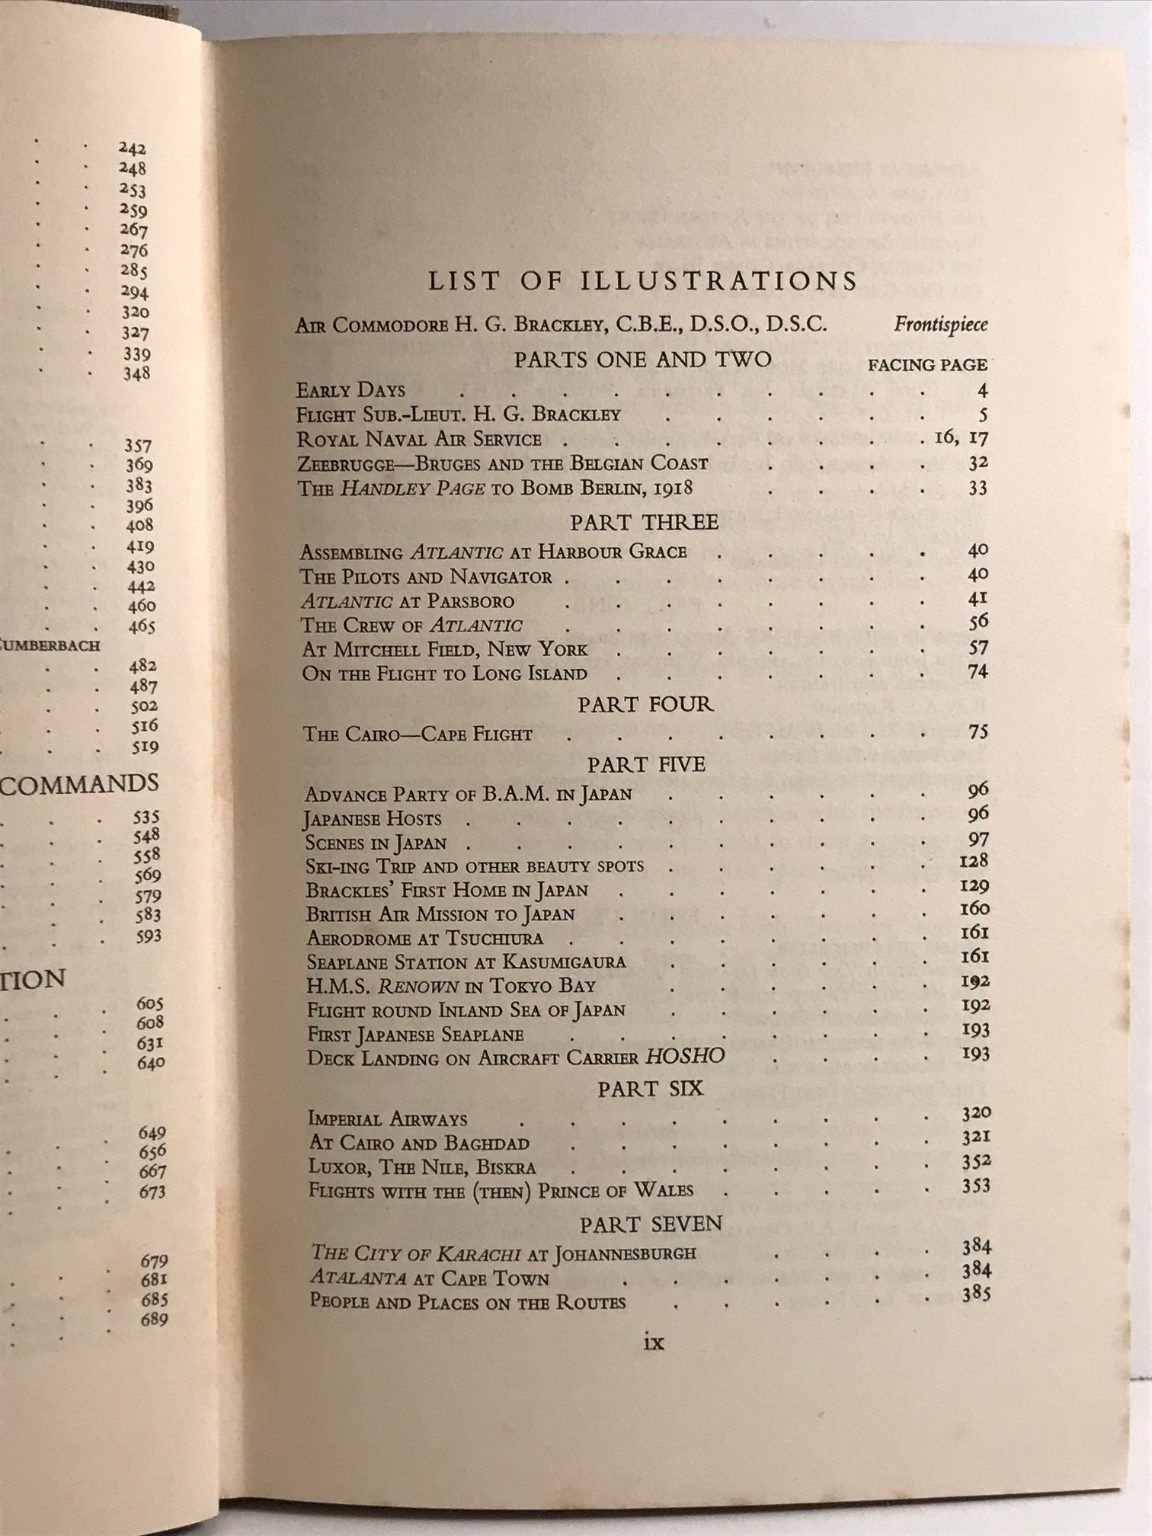 242
248
253
259
267
276
285
294
320
327
339
348
357
369
383
396
408
419
430
442
460
465
UMBERBACH
482
487
502
516
519
COMMANDS
535
548
558
569
579
583
593
TION
605
608
631
640
649
656
667
673
679
681
685
689
LIST OF ILLUSTRATIONS
AIR COMMODORE H. G. BRACKLEY, C.B.E., D.S.O., D.S.C. Frontispiece
PARTS ONE AND TWO FACING PAGE
EARLY DAYS . . . . . . . . . . 4
FLIGHT SUB.-LIEUT. H. G. BRACKLEY . . . . . . 5
ROYAL NAVAL AIR SERVICE . . . . . . . . 16, 17
ZEEBRUGGE—BRUGES AND THE BELGIAN COAST . . . . 32
THE HANDLEY PAGE TO BOMB BERLIN, 1918 . . . . 33
PART THREE
ASSEMBLING ATLANTIC AT HARBOUR GRACE . . . . . 40
THE PILOTS AND NAVIGATOR . . . . . . . . 40
ATLANTIC AT PARSBORO . . . . . . . . 41
THE CREW OF ATLANTIC . . . . . . . . 56
AT MITCHELL FIELD, NEW YORK . . . . . . . 57
ON THE FLIGHT TO LONG ISLAND . . . . . . . 74
PART FOUR
THE CAIRO—CAPE FLIGHT . . . . . . . . 75
PART FIVE
ADVANCE PARTY OF B.A.M. IN JAPAN . . . . . . 96
JAPANESE HOSTS . . . . . . . . . . 96
SCENES IN JAPAN . . . . . . . . . . 97
SKI-ING TRIP AND OTHER BEAUTY SPOTS . . . . . . 128
BRACKLES' FIRST HOME IN JAPAN . . . . . . . 129
BRITISH AIR MISSION TO JAPAN . . . . . . . 160
AERODROME AT TSUCHIURA . . . . . . . . 161
SEAPLANE STATION AT KASUMIGAURA . . . . . . 161
H.M.S. RENOWN IN TOKYO BAY . . . . . . 192
FLIGHT ROUND INLAND SEA OF JAPAN . . . . . . 192
FIRST JAPANESE SEAPLANE . . . . . . . . 193
DECK LANDING ON AIRCRAFT CARRIER HOSHO . . . . 193
PART SIX
IMPERIAL AIRWAYS . . . . . . . . . 320
AT CAIRO AND BAGHDAD . . . . . . . . 321
LUXOR, THE NILE, BISKRA . . . . . . . . 352
FLIGHTS WITH THE (THEN) PRINCE OF WALES . . . . . 353
PART SEVEN
THE CITY OF KARACHI AT JOHANNESBURGH . . . . 384
ATALANTA AT CAPE TOWN . . . . . . . 384
PEOPLE AND PLACES ON THE ROUTES . . . . . . 385
ix